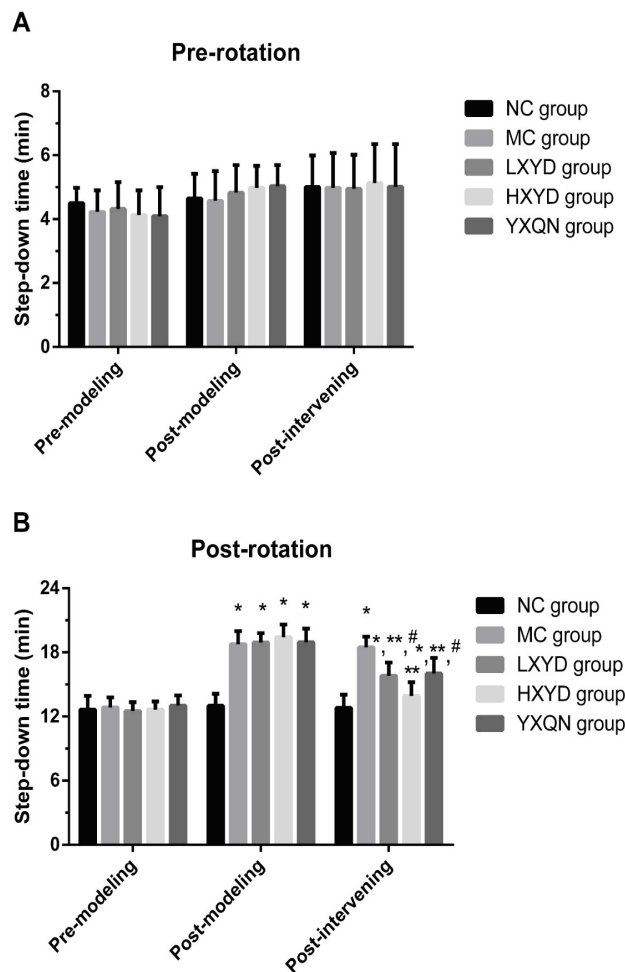 A
Pre-rotation
Step-down time (min)
8
6
4
2
0
Pre-modeling
Post-modeling
Post-intervening
NC group
MC group
LXYD group
HXYD group
YXQN group
B
Post-rotation
Step-down time (min)
24
18
12
6
0
* * * *
*
*,**,#
**
*,**,#
Pre-modeling
Post-modeling
Post-intervening
NC group
MC group
LXYD group
HXYD group
YXQN group